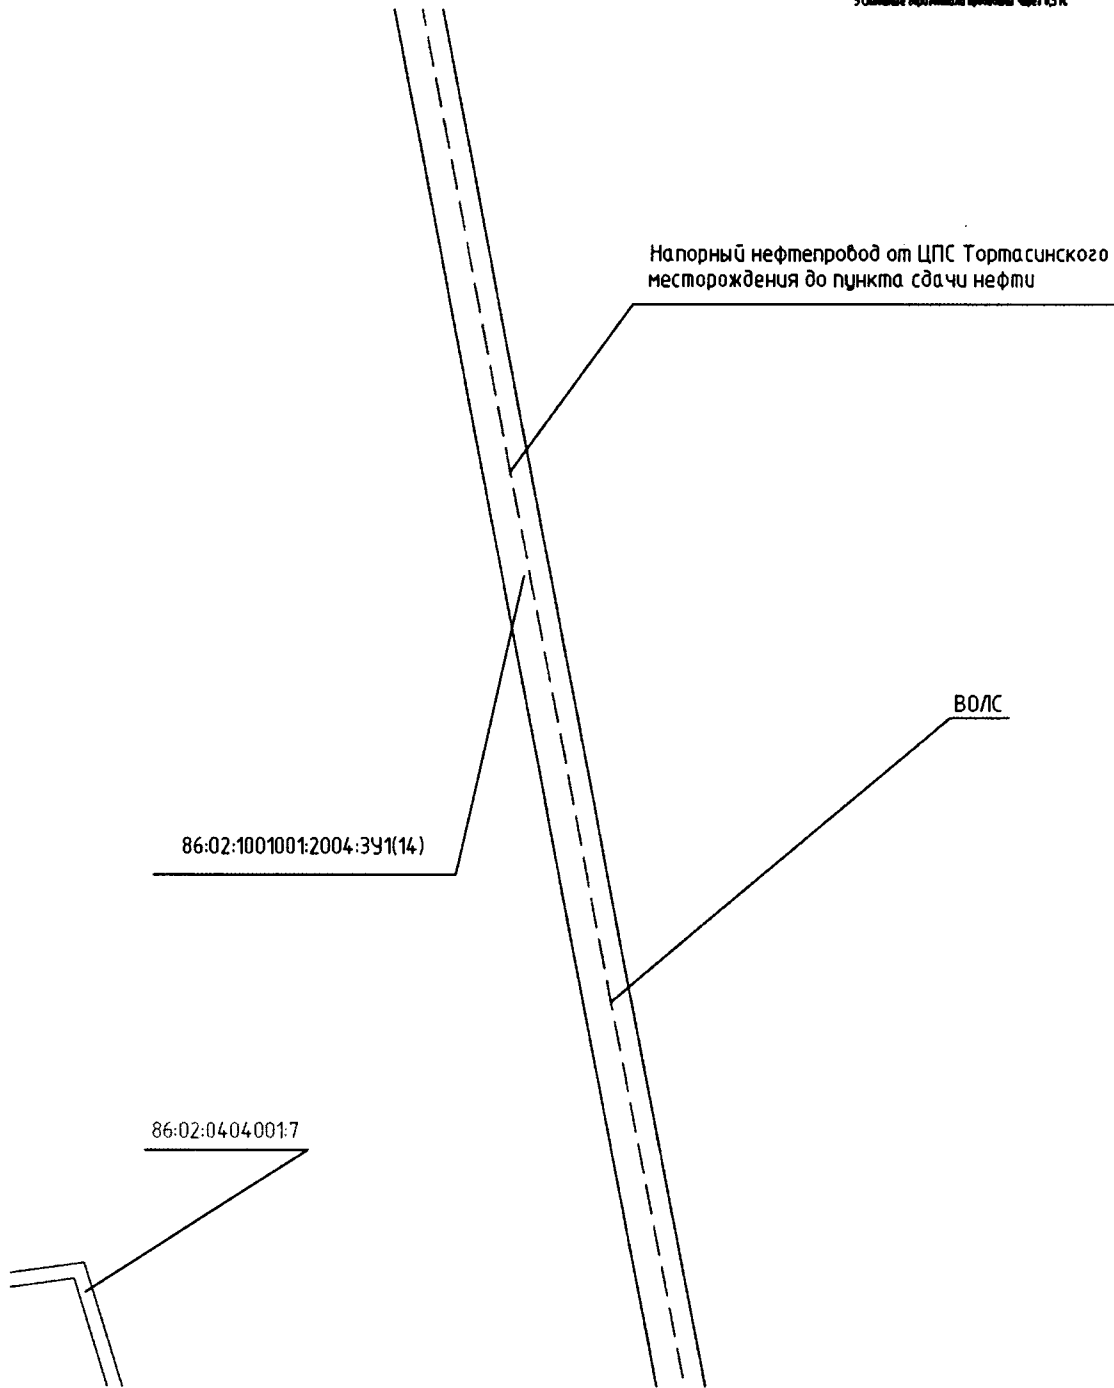 Напорный нефтепровод от ЦПС Тортасинского
месторождения до пункта сдачи нефти
ВОЛС
86:02:1001001:2004:ЗУ1(14)
86:02:0404001:7